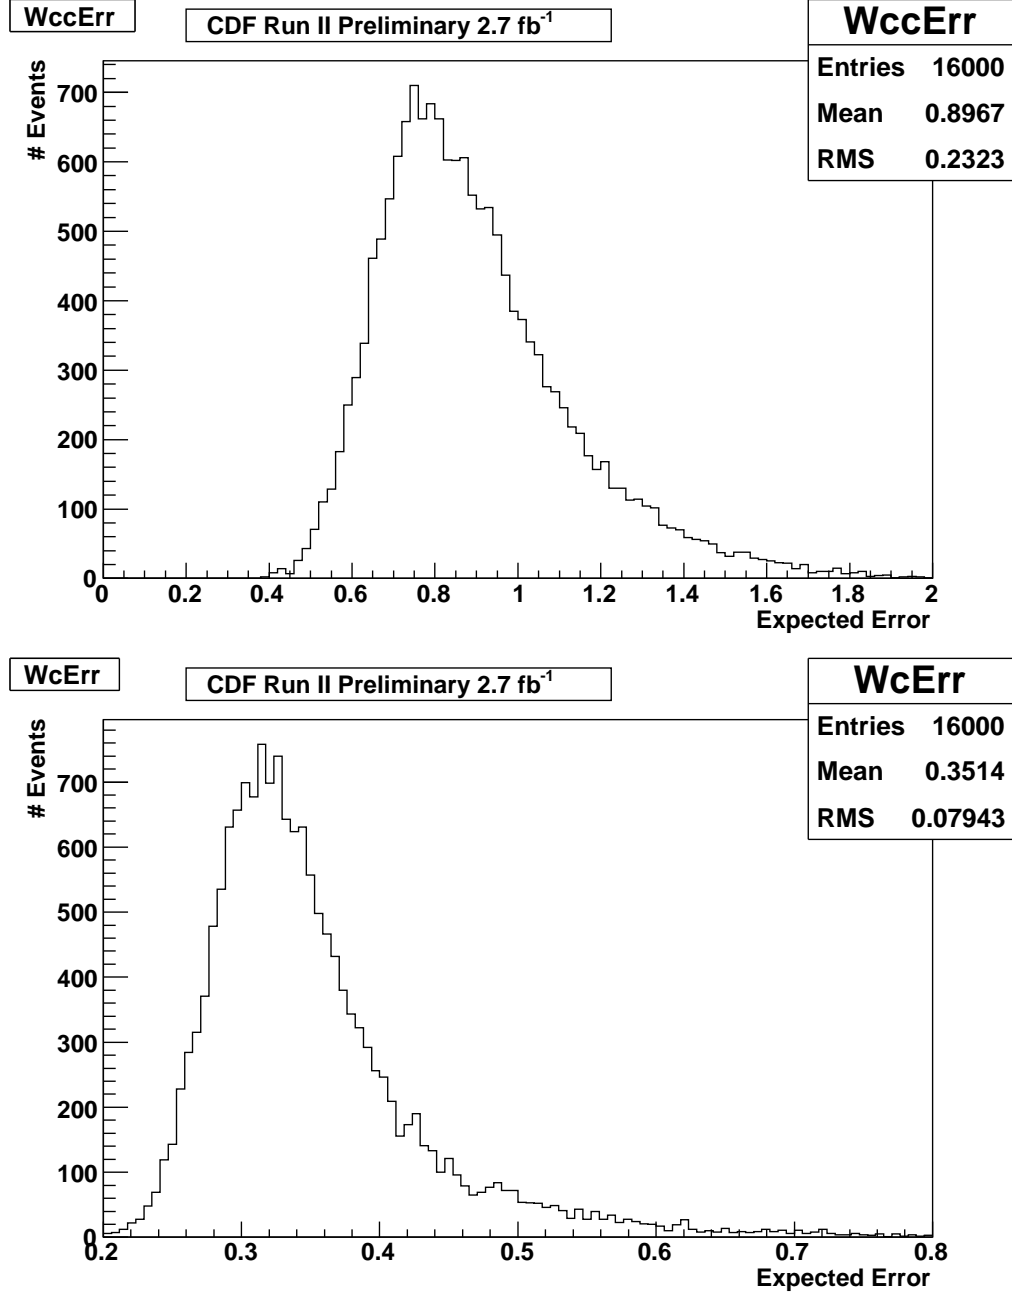 WccErr
CDF Run II Preliminary 2.7 fb-1
WccErr
Entries 16000
Mean 0.8967
RMS 0.2323
# Events
700
600
500
400
300
200
100
0
0 0.2 0.4 0.6 0.8 1 1.2 1.4 1.6 1.8 2
Expected Error
WcErr
CDF Run II Preliminary 2.7 fb-1
WcErr
Entries 16000
Mean 0.3514
RMS 0.07943
# Events
700
600
500
400
300
200
100
0
0.2 0.3 0.4 0.5 0.6 0.7 0.8
Expected Error